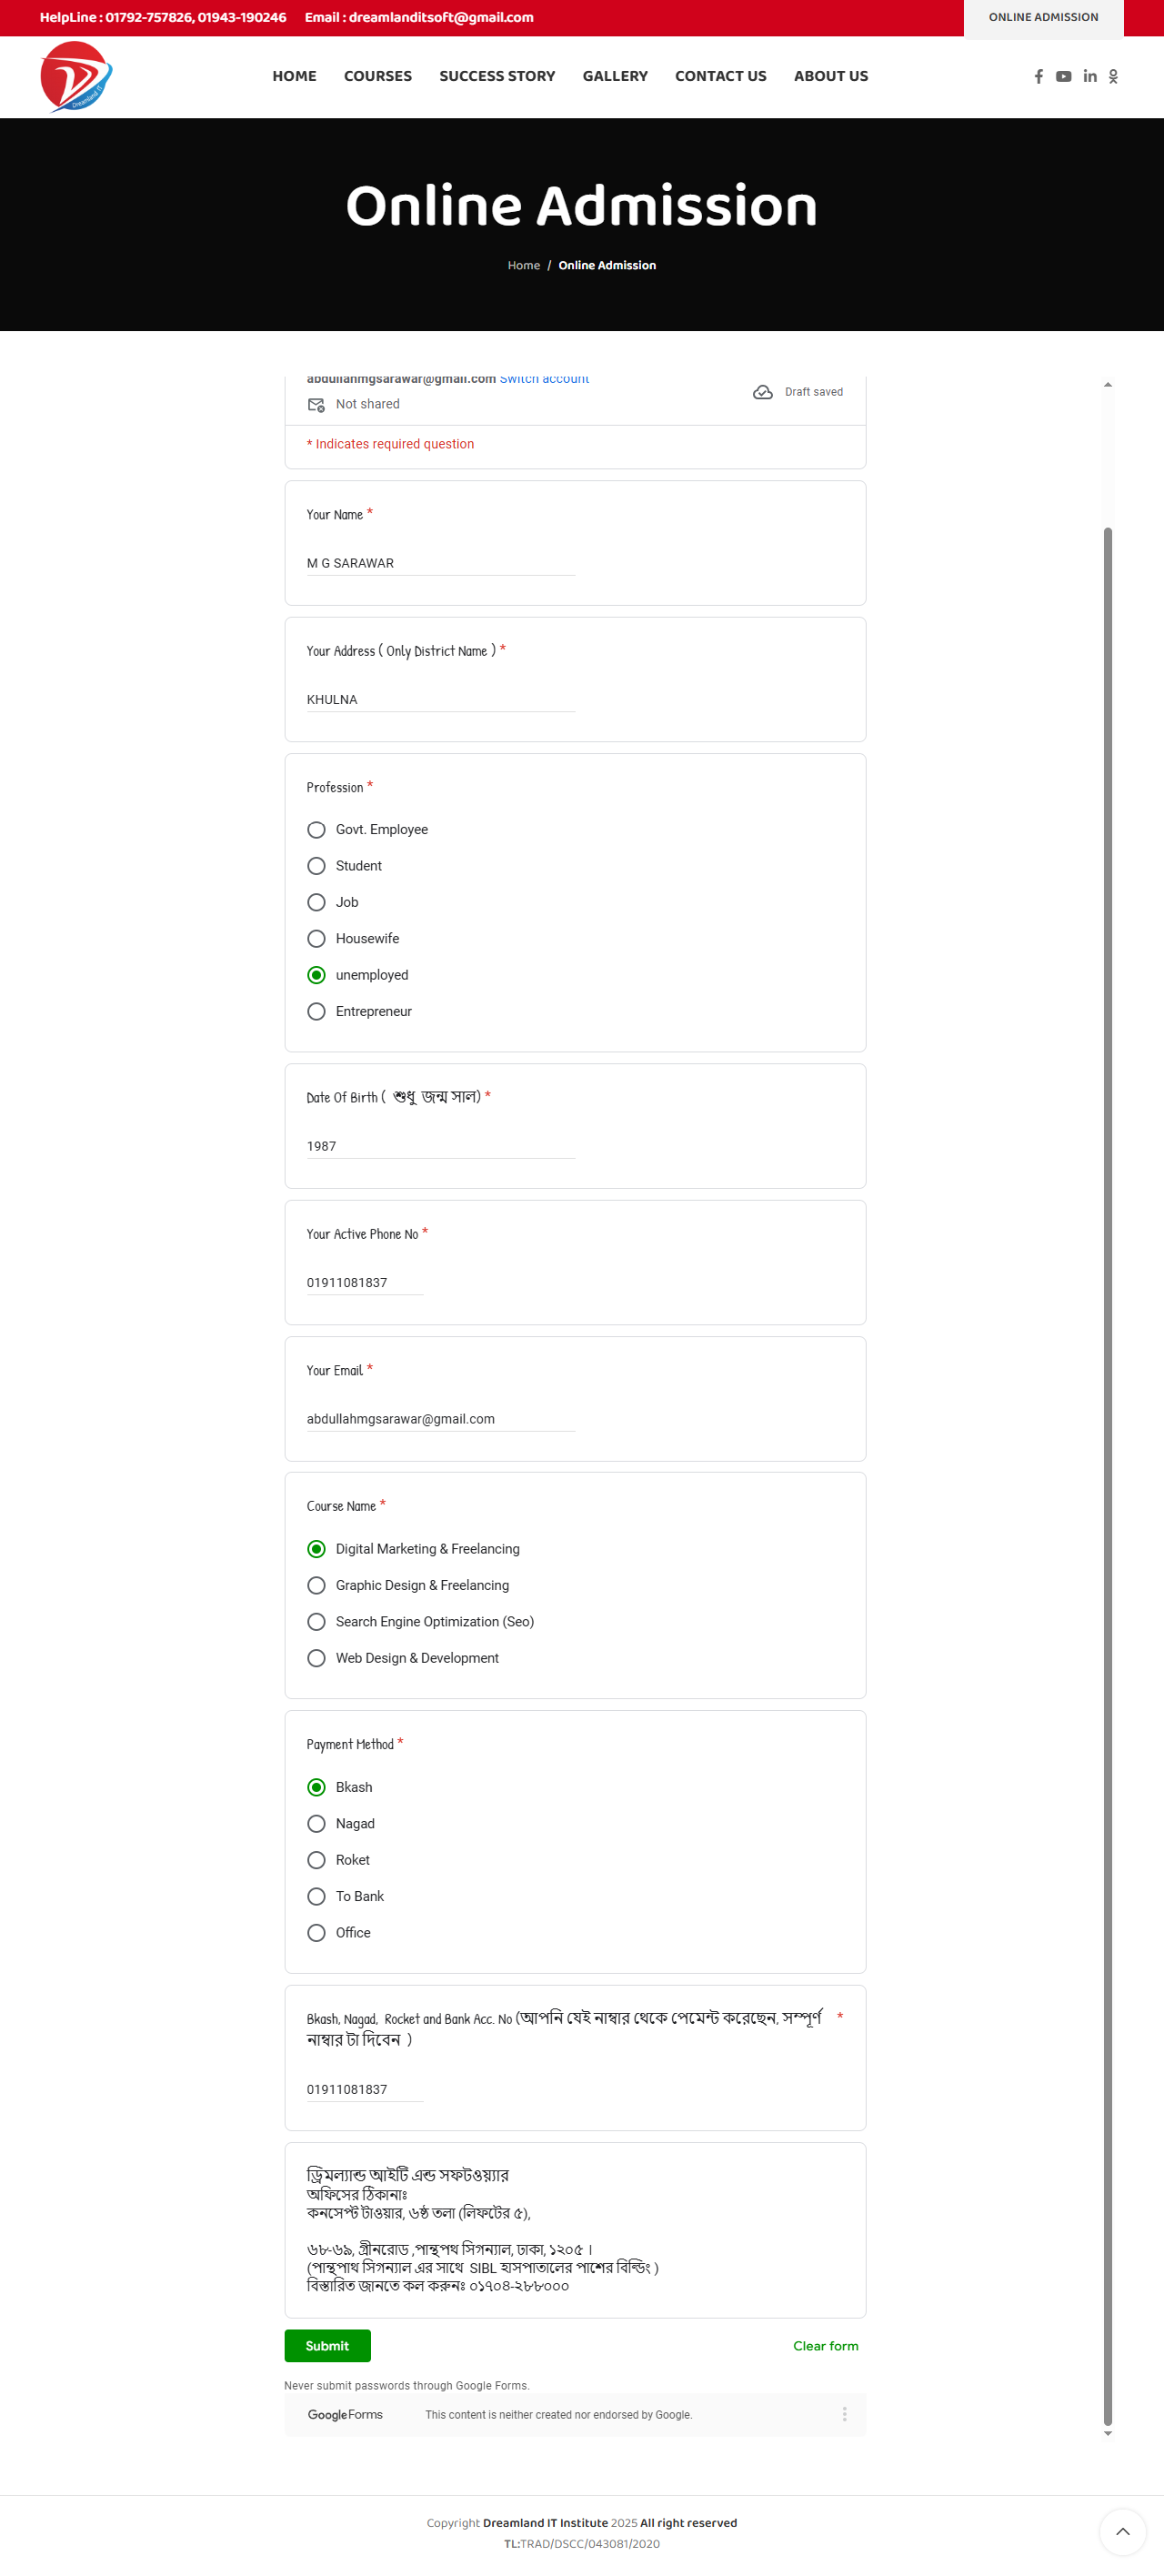 HelpLine : 01792-757826, 01943-190246 Email : dreamlanditsoft@gmail.com ONLINE ADMISSION
Dreamland IT
HOME COURSES SUCCESS STORY GALLERY CONTACT US ABOUT US
Online Admission
Home / Online Admission
abdullahmgsarawar@gmail.com Switch account
Draft saved
Not shared
* Indicates required question
Your Name *
M G SARAWAR
Your Address ( Only District Name ) *
KHULNA
Profession *
Govt. Employee
Student
Job
Housewife
unemployed
Entrepreneur
Date Of Birth ( শুধু জন্ম সাল) *
1987
Your Active Phone No *
01911081837
Your Email *
abdullahmgsarawar@gmail.com
Course Name *
Digital Marketing & Freelancing
Graphic Design & Freelancing
Search Engine Optimization (Seo)
Web Design & Development
Payment Method *
Bkash
Nagad
Roket
To Bank
Office
Bkash, Nagad, Rocket and Bank Acc. No (আপনি যেই নাম্বার থেকে পেমেন্ট করেছেন, সম্পূর্ণ *
নাম্বার টা দিবেন )
01911081837
ড্রিমল্যান্ড আইটি এন্ড সফটওয়্যার
অফিসের ঠিকানাঃ
কনসেপ্ট টাওয়ার, ৬ষ্ঠ তলা (লিফটের ৫),
৬৮-৬৯, গ্রীনরোড ,পান্থপথ সিগন্যাল, ঢাকা, ১২০৫ ।
(পান্থপাথ সিগন্যাল এর সাথে SIBL হাসপাতালের পাশের বিল্ডিং )
বিস্তারিত জানতে কল করুনঃ ০১৭০৪-২৮৮০০০
Submit Clear form
Never submit passwords through Google Forms.
Google Forms This content is neither created nor endorsed by Google.
Copyright Dreamland IT Institute 2025 All right reserved
TL:TRAD/DSCC/043081/2020